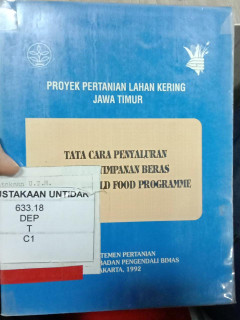 PROYEK PERTANIAN LAHAN KERING
JAWA TIMUR
TATA CARA PENYALURAN
IMPANAN BERAS
LD FOOD PROGRAMME
USTAKAAN UNTIDAR
633.18
DEP
T
C1
TEMEN PERTANIAN
BADAN PENGENDALI BIMAS
AKARTA, 1992